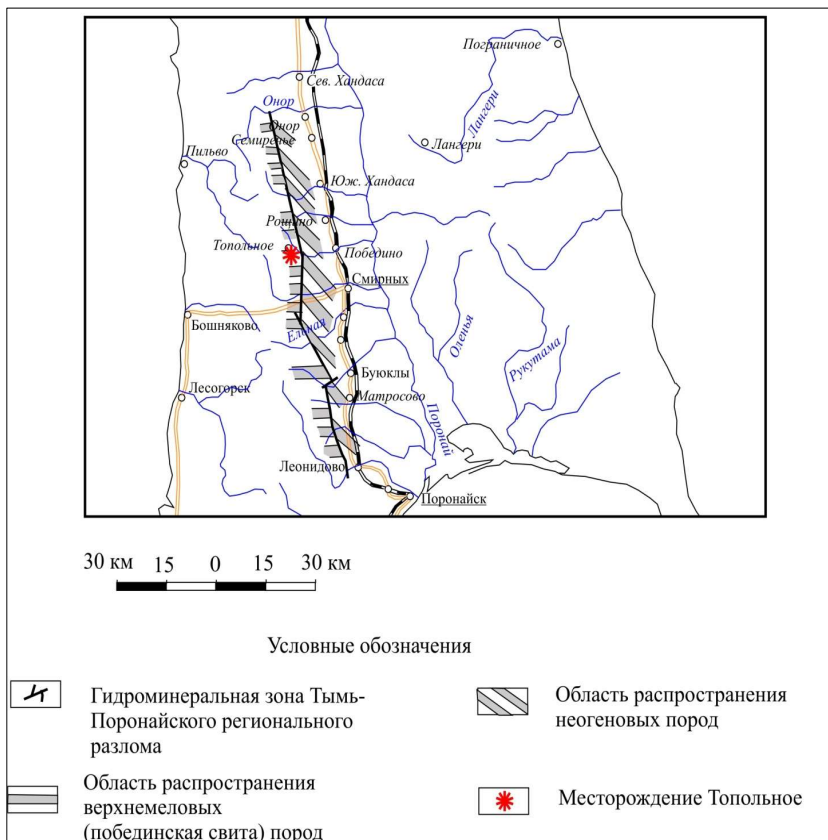 Пограничное
Сев. Хандаса
Онор
Лангери
Онор
Семиречье
Лангери
Пильво
Юж. Хандаса
Рощино
Топольное
Победино
Смирных
Бошняково
Ельная
Оленья
Рукутама
Буюклы
Лесогорск
Матросово
Поронай
Леонидово
Поронайск
30 км 15 0 15 30 км
Условные обозначения
Гидроминеральная зона Тымь-
Поронайского регионального
разлома
Область распространения
неогеновых пород
Область распространения
верхнемеловых
(побединская свита) пород
Месторождение Топольное